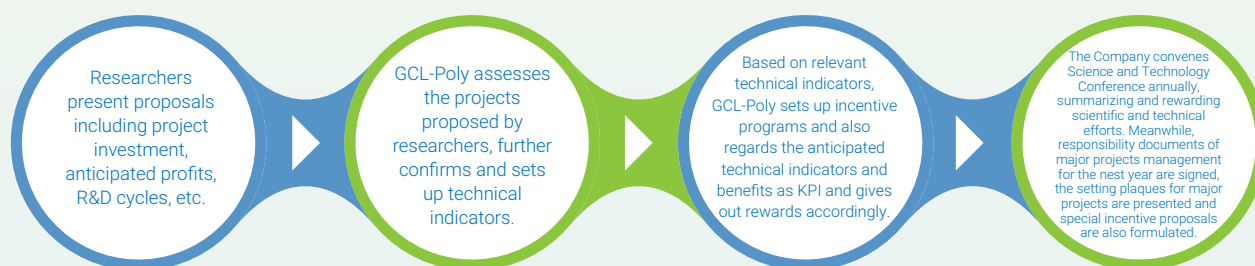 Researchers
present proposals
including project
investment,
anticipated profits,
R&D cycles, etc.
GCL-Poly assesses
the projects
proposed by
researchers, further
confirms and sets
up technical
indicators.
Based on relevant
technical indicators,
GCL-Poly sets up incentive
programs and also
regards the anticipated
technical indicators and
benefits as KPI and gives
out rewards accordingly.
The Company convenes
Science and Technology
Conference annually,
summarizing and rewarding
scientific and technical
efforts. Meanwhile,
responsibility documents of
major projects management
for the nest year are signed,
the setting plaques for major
projects are presented and
special incentive proposals
are also formulated.